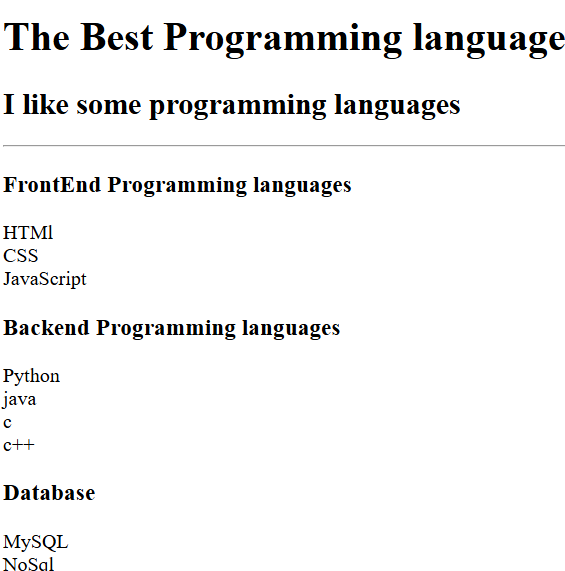 The Best Programming language
I like some programming languages
FrontEnd Programming languages
HTMl
CSS
JavaScript
Backend Programming languages
Python
java
c
c++
Database
MySQL
NoSql